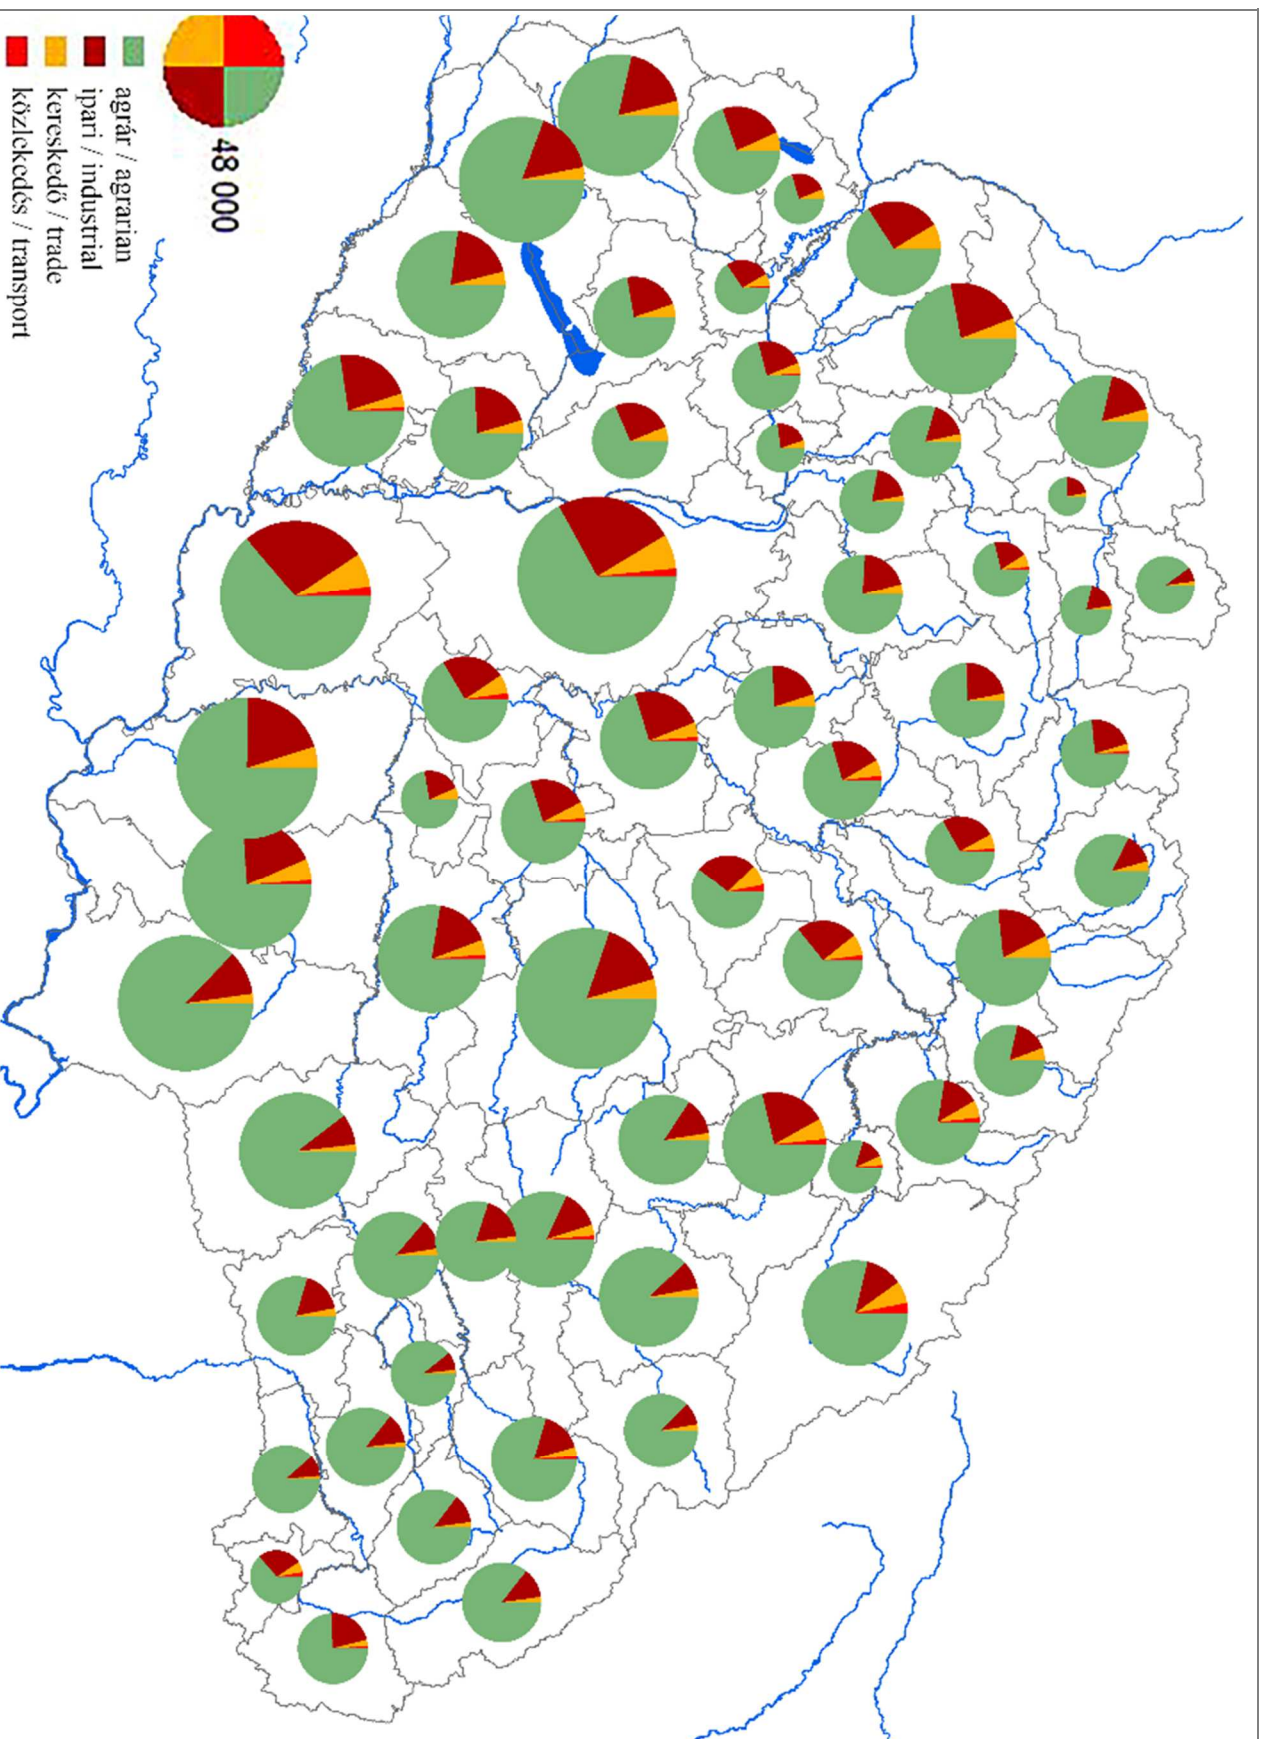 48 000
agrár / agrarian
ipari / industrial
kereskedő / trade
közlekedés / transport